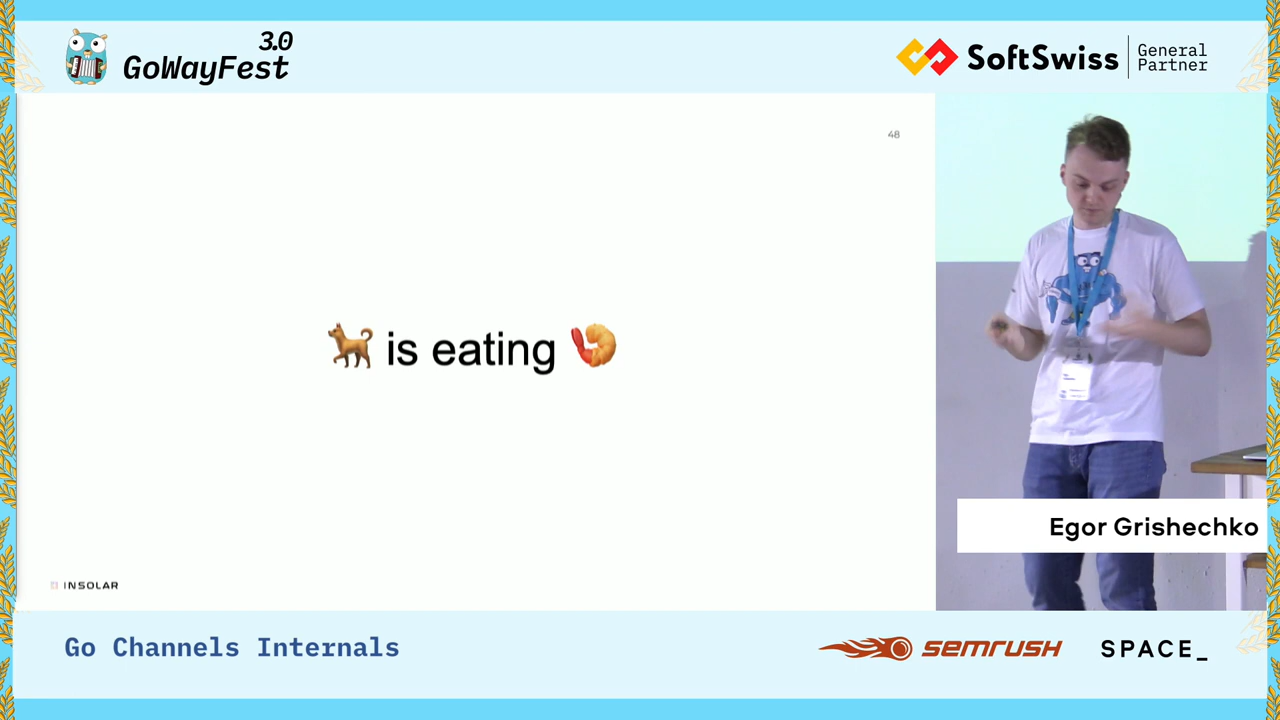 3.0
GoWayFest
SoftSwiss
General
Partner
48
is eating
INSOLAR
Egor Grishechko
Go Channels Internals
semrush
SPACE_